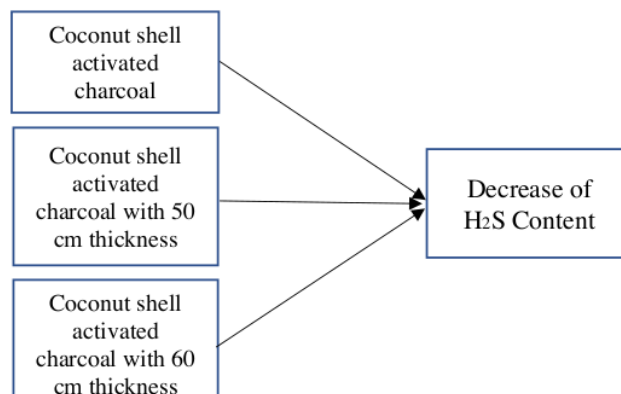 Coconut shell
activated
charcoal
Coconut shell
activated
charcoal with 50
cm thickness
Coconut shell
activated
charcoal with 60
cm thickness
Decrease of
H₂S Content